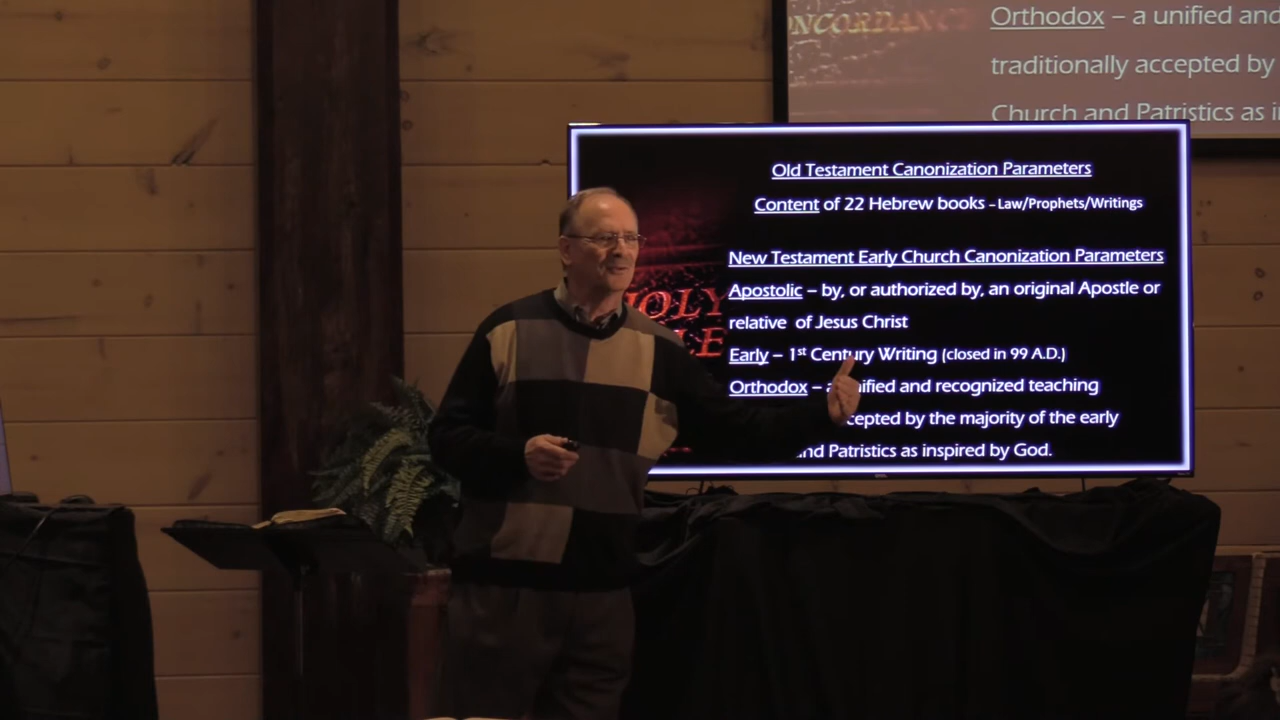 ONCORDANCE
Orthodox – a unified and
traditionally accepted by
Church and Patristics as
Old Testament Canonization Parameters
Content of 22 Hebrew books – Law/Prophets/Writings
New Testament Early Church Canonization Parameters
Apostolic – by, or authorized by, an original Apostle or
relative of Jesus Christ
Early – 1st Century Writing (closed in 99 A.D.)
Orthodox – a unified and recognized teaching
accepted by the majority of the early
and Patristics as inspired by God.
HOLY